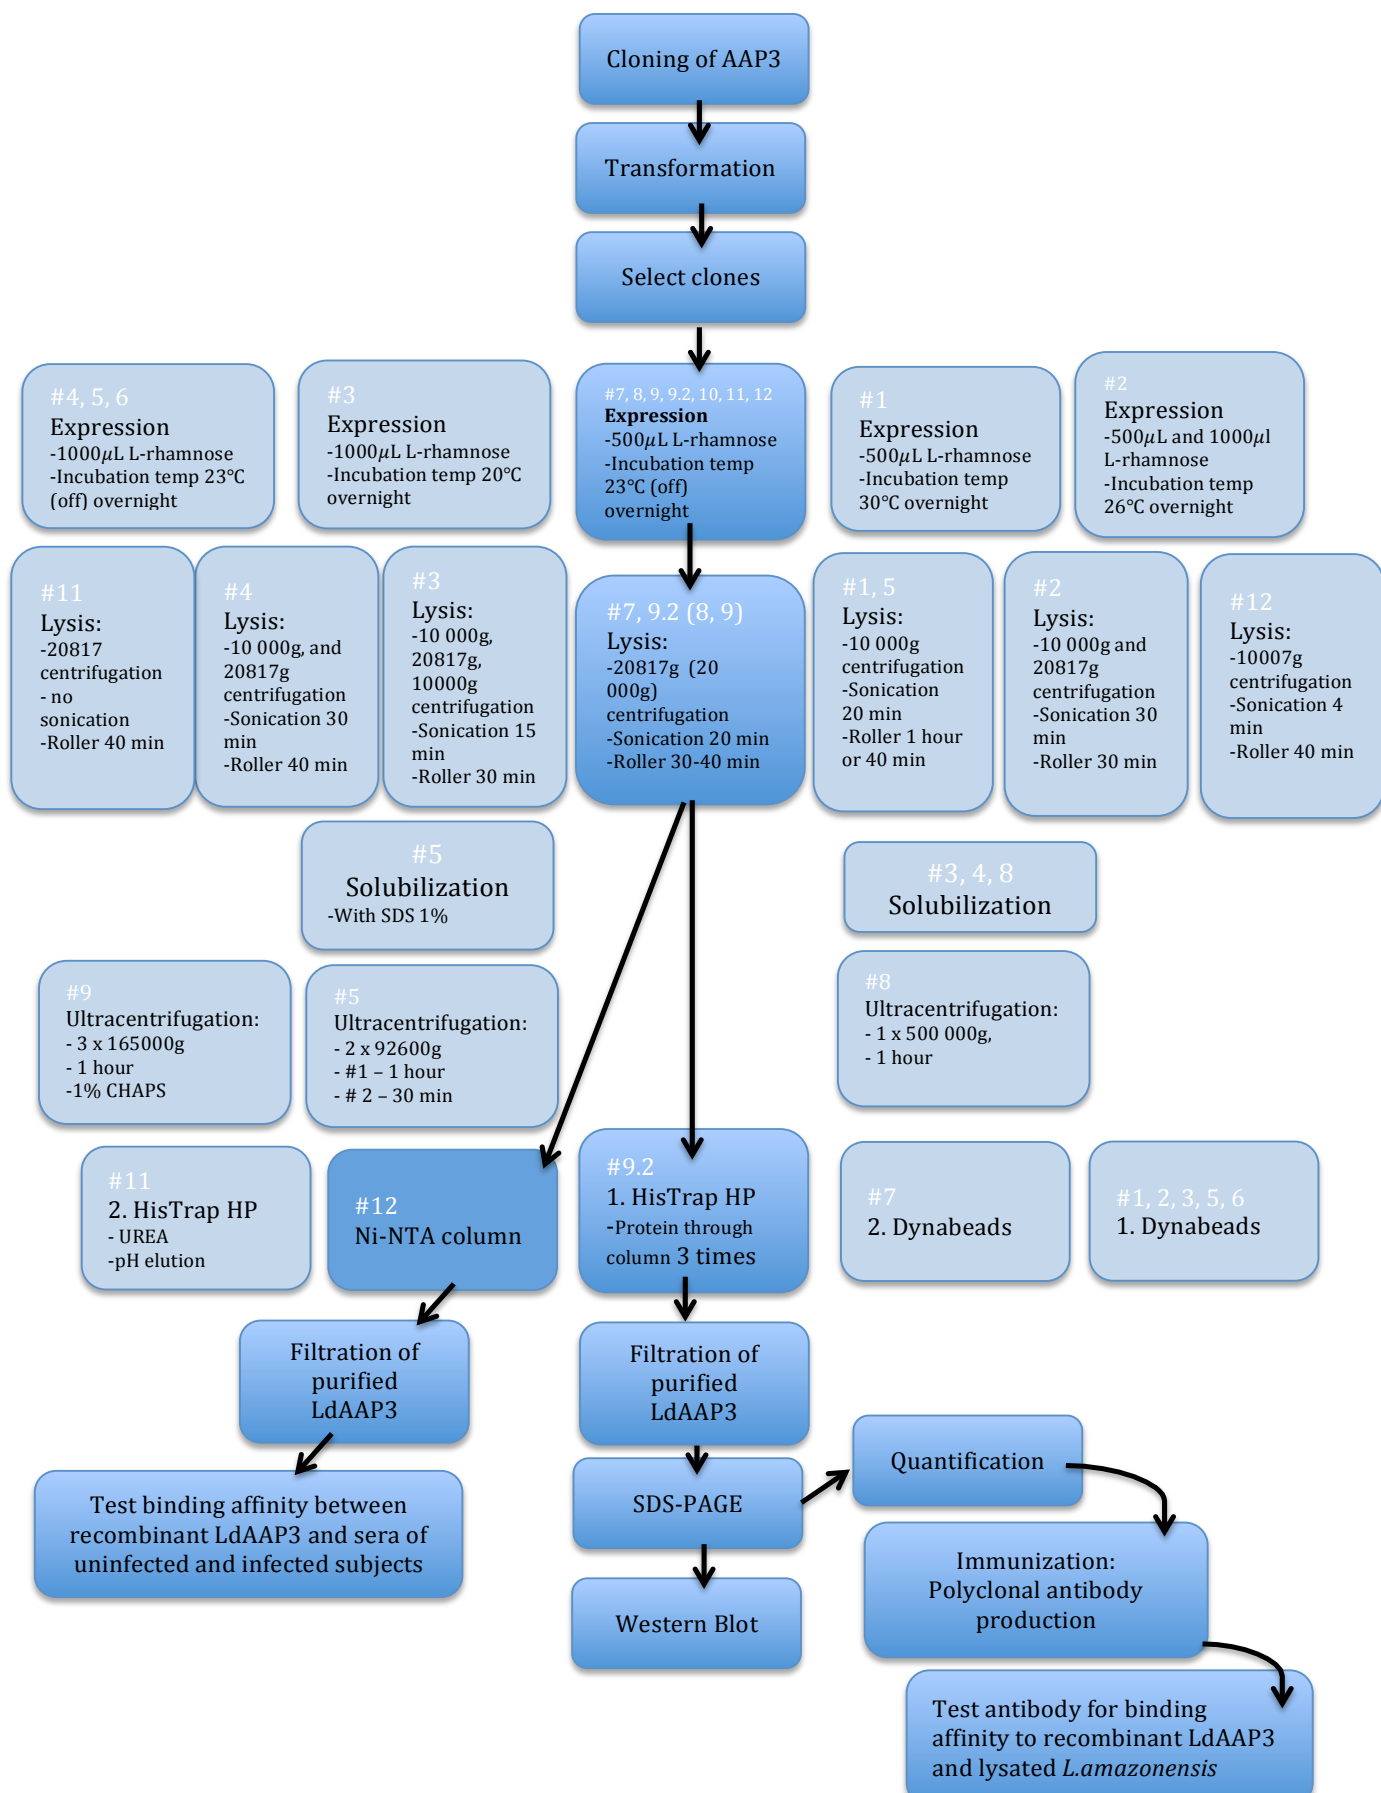 Cloning of AAP3
Transformation
Select clones
#4, 5, 6
Expression
-1000µL L-rhamnose
-Incubation temp 23°C
(off) overnight
#3
Expression
-1000µL L-rhamnose
-Incubation temp 20°C
overnight
#7, 8, 9, 9.2, 10, 11, 12
Expression
-500µL L-rhamnose
-Incubation temp
23°C (off)
overnight
#1
Expression
-500µL L-rhamnose
-Incubation temp
30°C overnight
#2
Expression
-500µL and 1000µl
L-rhamnose
-Incubation temp
26°C overnight
#11
Lysis:
-20817
centrifugation
- no
sonication
-Roller 40 min
#4
Lysis:
-10 000g, and
20817g
centrifugation
-Sonication 30
min
-Roller 40 min
#3
Lysis:
-10 000g,
20817g,
10000g
centrifugation
-Sonication 15
min
-Roller 30 min
#7, 9.2 (8, 9)
Lysis:
-20817g (20
000g)
centrifugation
-Sonication 20 min
-Roller 30-40 min
#1, 5
Lysis:
-10 000g
centrifugation
-Sonication
20 min
-Roller 1 hour
or 40 min
#2
Lysis:
-10 000g and
20817g
centrifugation
-Sonication 30
min
-Roller 30 min
#12
Lysis:
-10007g
centrifugation
-Sonication 4
min
-Roller 40 min
#5
Solubilization
-With SDS 1%
#3, 4, 8
Solubilization
#9
Ultracentrifugation:
- 3 x 165000g
- 1 hour
-1% CHAPS
#5
Ultracentrifugation:
- 2 x 92600g
- #1 – 1 hour
- # 2 – 30 min
#8
Ultracentrifugation:
- 1 x 500 000g,
- 1 hour
#11
2. HisTrap HP
- UREA
-pH elution
#12
Ni-NTA column
#9.2
1. HisTrap HP
-Protein through
column 3 times
#7
2. Dynabeads
#1, 2, 3, 5, 6
1. Dynabeads
Filtration of
purified
LdAAP3
Filtration of
purified
LdAAP3
Test binding affinity between
recombinant LdAAP3 and sera of
uninfected and infected subjects
SDS-PAGE
Quantification
Western Blot
Immunization:
Polyclonal antibody
production
Test antibody for binding
affinity to recombinant LdAAP3
and lysated L.amazonensis